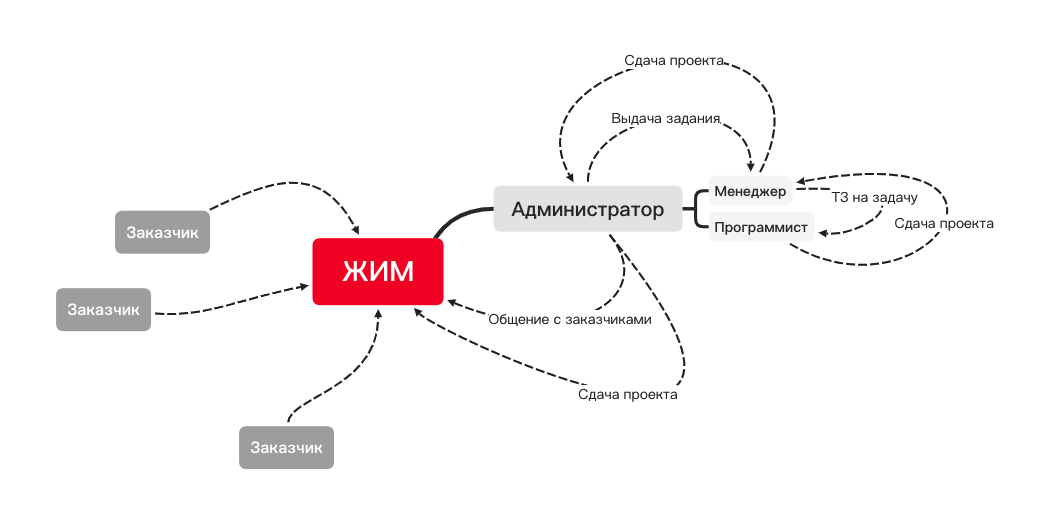 Сдача проекта
Выдача задания
Менеджер
ТЗ на задачу
Администратор
Программист
Сдача проекта
Заказчик
ЖИМ
Заказчик
Общение с заказчиками
Сдача проекта
Заказчик